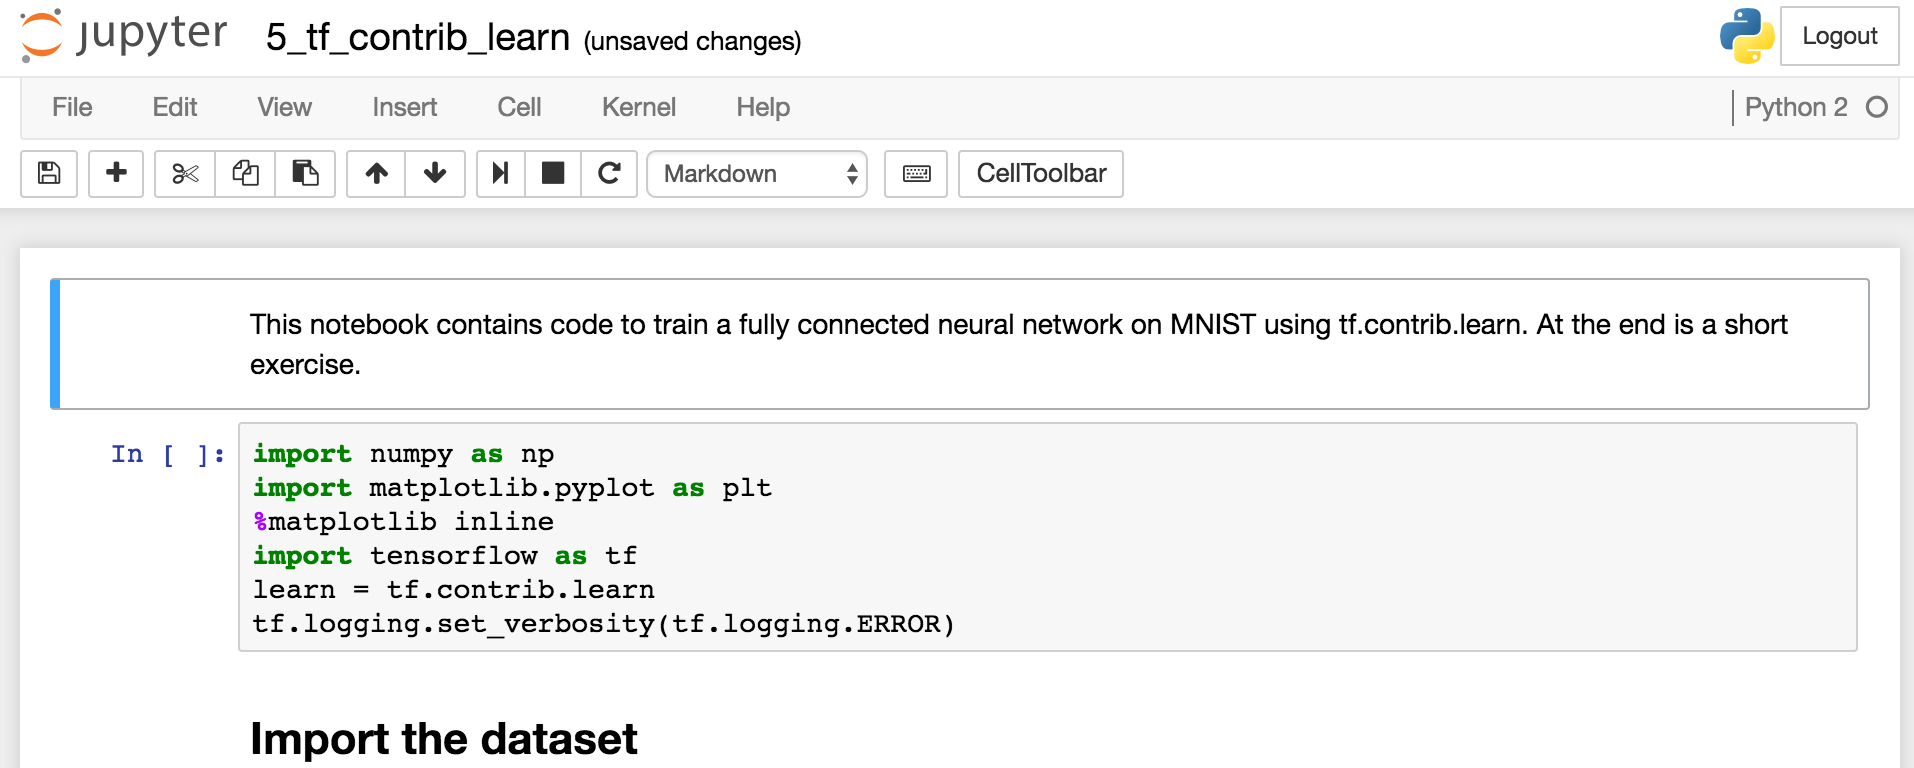 jupyter 5_tf_contrib_learn (unsaved changes) Logout
File Edit View Insert Cell Kernel Help Python 2
Markdown CellToolbar
This notebook contains code to train a fully connected neural network on MNIST using tf.contrib.learn. At the end is a short
exercise.
In [ ]:
import numpy as np
import matplotlib.pyplot as plt
%matplotlib inline
import tensorflow as tf
learn = tf.contrib.learn
tf.logging.set_verbosity(tf.logging.ERROR)
Import the dataset